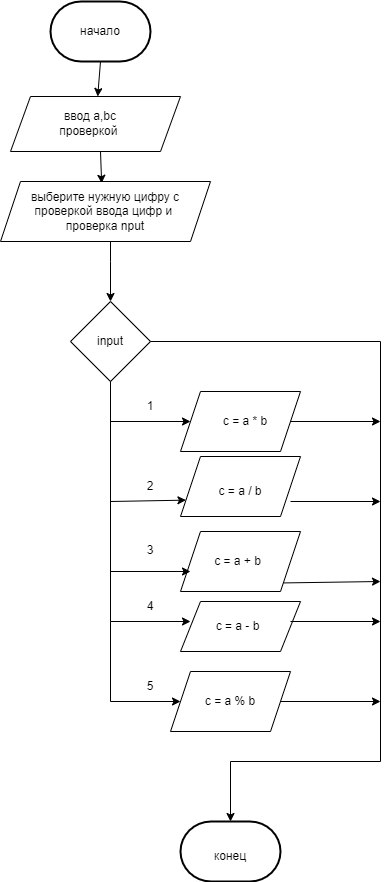 начало
ввод a,bc
проверкой
выберите нужную цифру с
проверкой ввода цифр и
проверка nput
input
1
c = a * b
2
c = a / b
3
c = a + b
4
c = a - b
5
c = a % b
конец